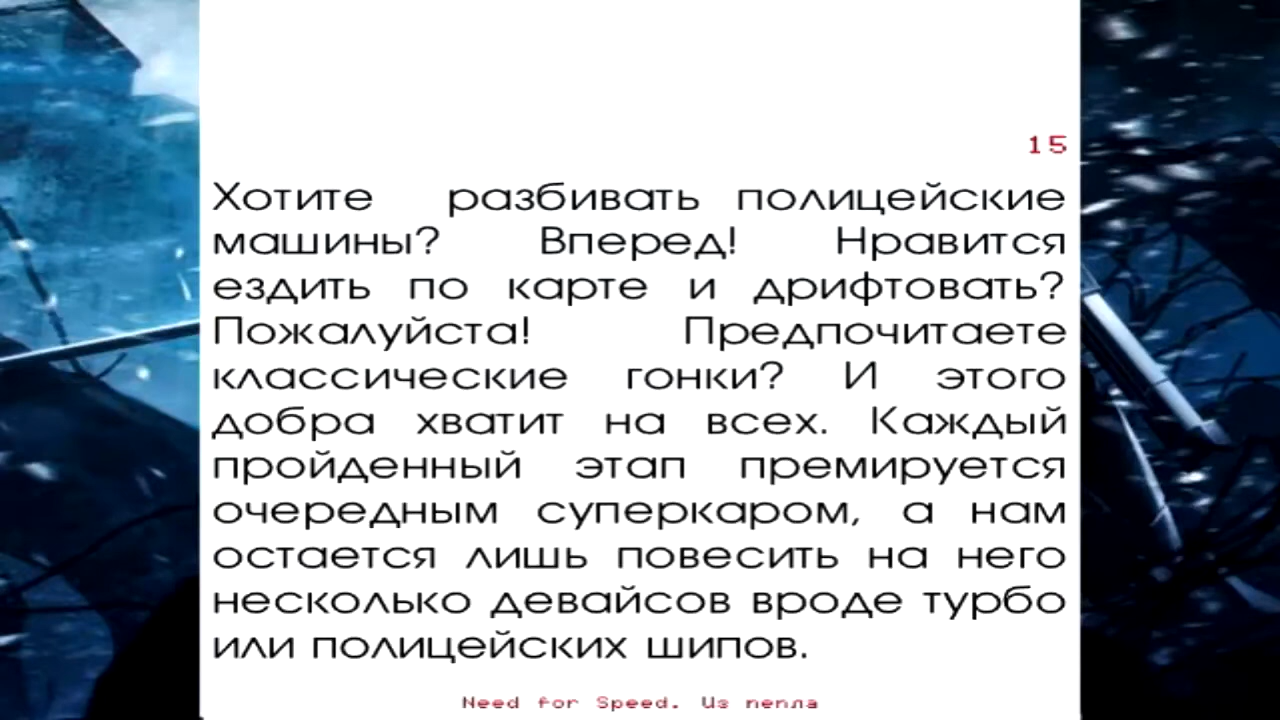 15
Хотите разбивать полицейские
машины? Вперед! Нравится
ездить по карте и дрифтовать?
Пожалуйста! Предпочитаете
классические гонки? И этого
добра хватит на всех. Каждый
пройденный этап премируется
очередным суперкаром, а нам
остается лишь повесить на него
несколько девайсов вроде турбо
или полицейских шипов.
Need for Speed. Из пепла